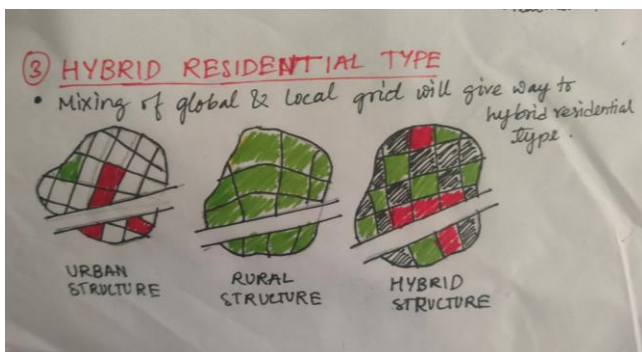 ③ HYBRID RESIDENTIAL TYPE
• Mixing of global & local grid will give way to
hybrid residential
type.
URBAN
STRUCTURE
RURAL
STRUCTURE
HYBRID
STRUCTURE